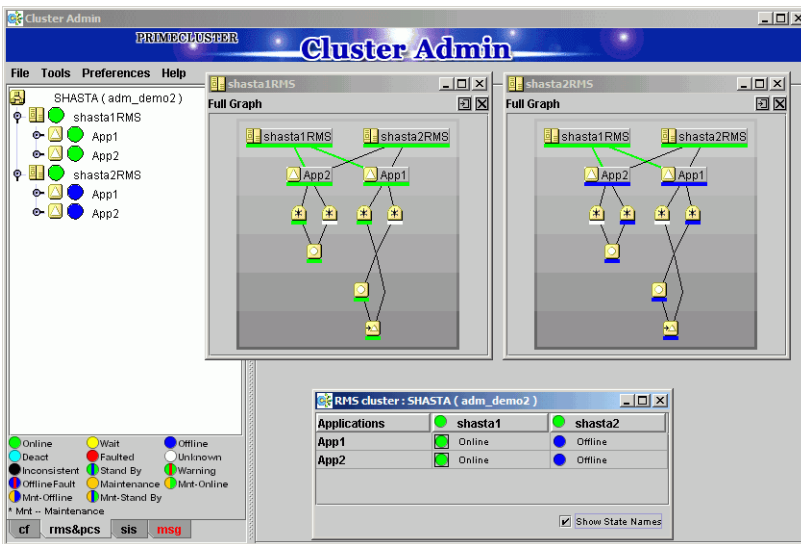 Cluster Admin
PRIMECLUSTER
Cluster Admin
File Tools Preferences Help
SHASTA ( adm_demo2 )
shasta1RMS
App1
App2
shasta2RMS
App1
App2
Online Wait Offline
Deact Faulted Unknown
Inconsistent Stand By Warning
OfflineFault Maintenance Mnt-Online
Mnt-Offline Mnt-Stand By
* Mnt -- Maintenance
cf rms&pcs sis msg
shasta1RMS
Full Graph
shasta1RMS shasta2RMS
App2 App1
shasta2RMS
Full Graph
shasta1RMS shasta2RMS
App2 App1
RMS cluster : SHASTA ( adm_demo2 )
Applications shasta1 shasta2
App1 Online Offline
App2 Online Offline
Show State Names